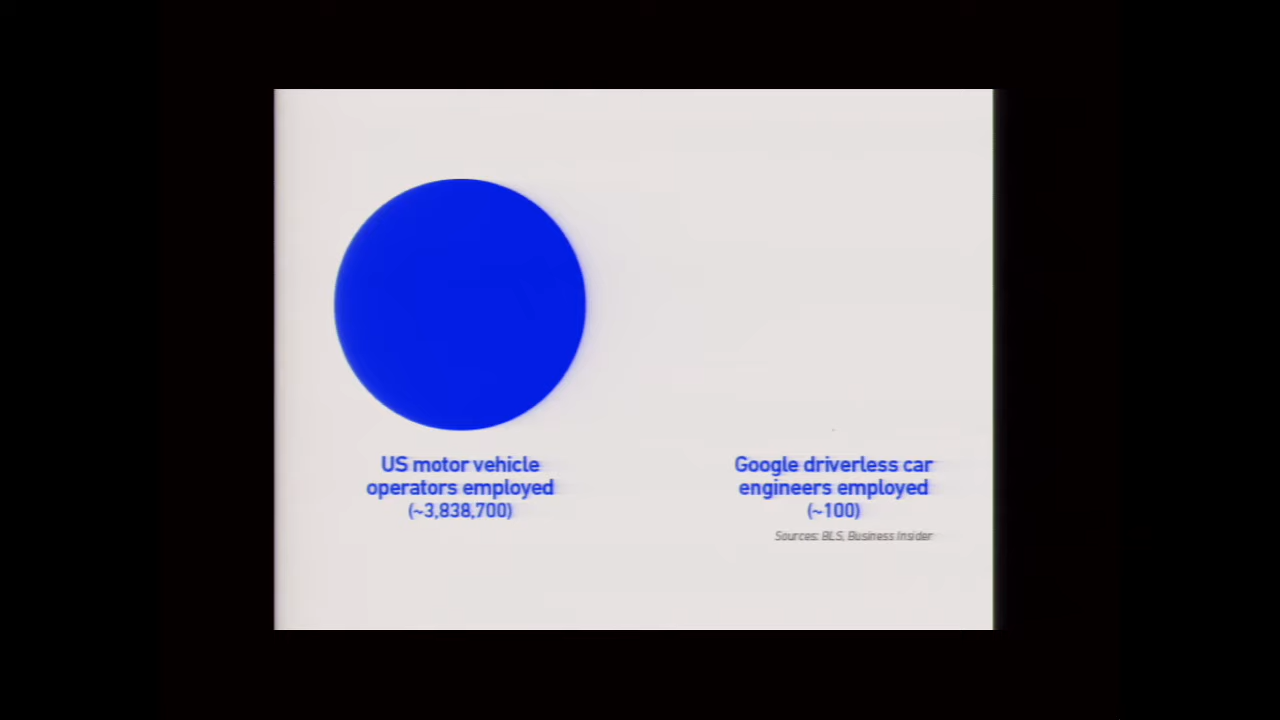 US motor vehicle
operators employed
(~3,838,700)
Google driverless car
engineers employed
(~100)
Sources: BLS, Business Insider